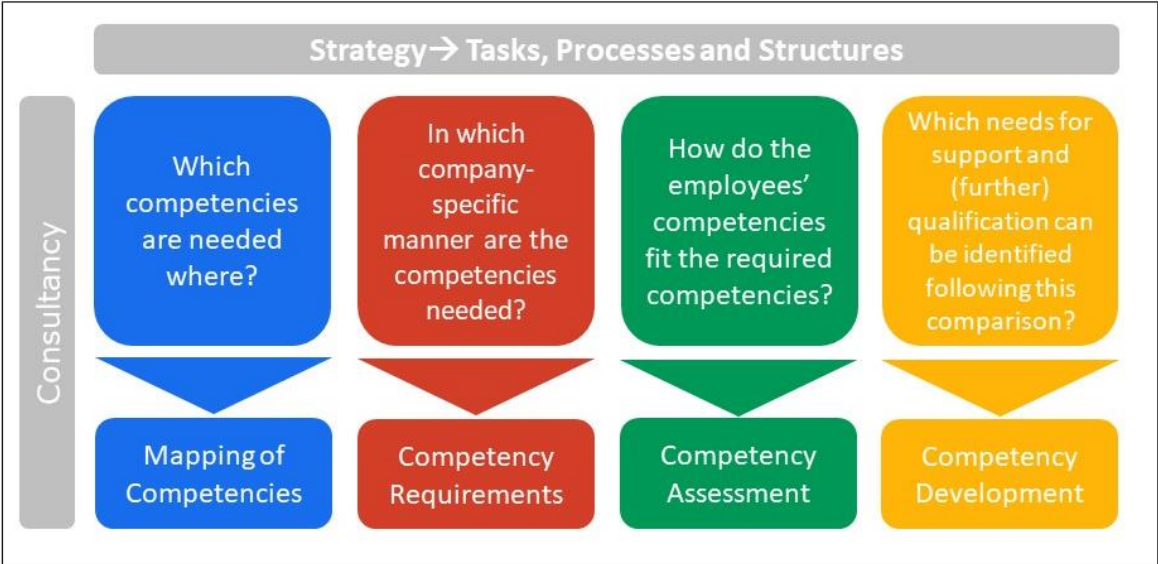 Strategy→ Tasks, Processes and Structures
Consultancy
Which
competencies
are needed
where?
In which
company-
specific
manner are the
competencies
needed?
How do the
employees’
competencies
fit the required
competencies?
Which needs for
support and
(further)
qualification can
be identified
following this
comparison?
Mapping of
Competencies
Competency
Requirements
Competency
Assessment
Competency
Development